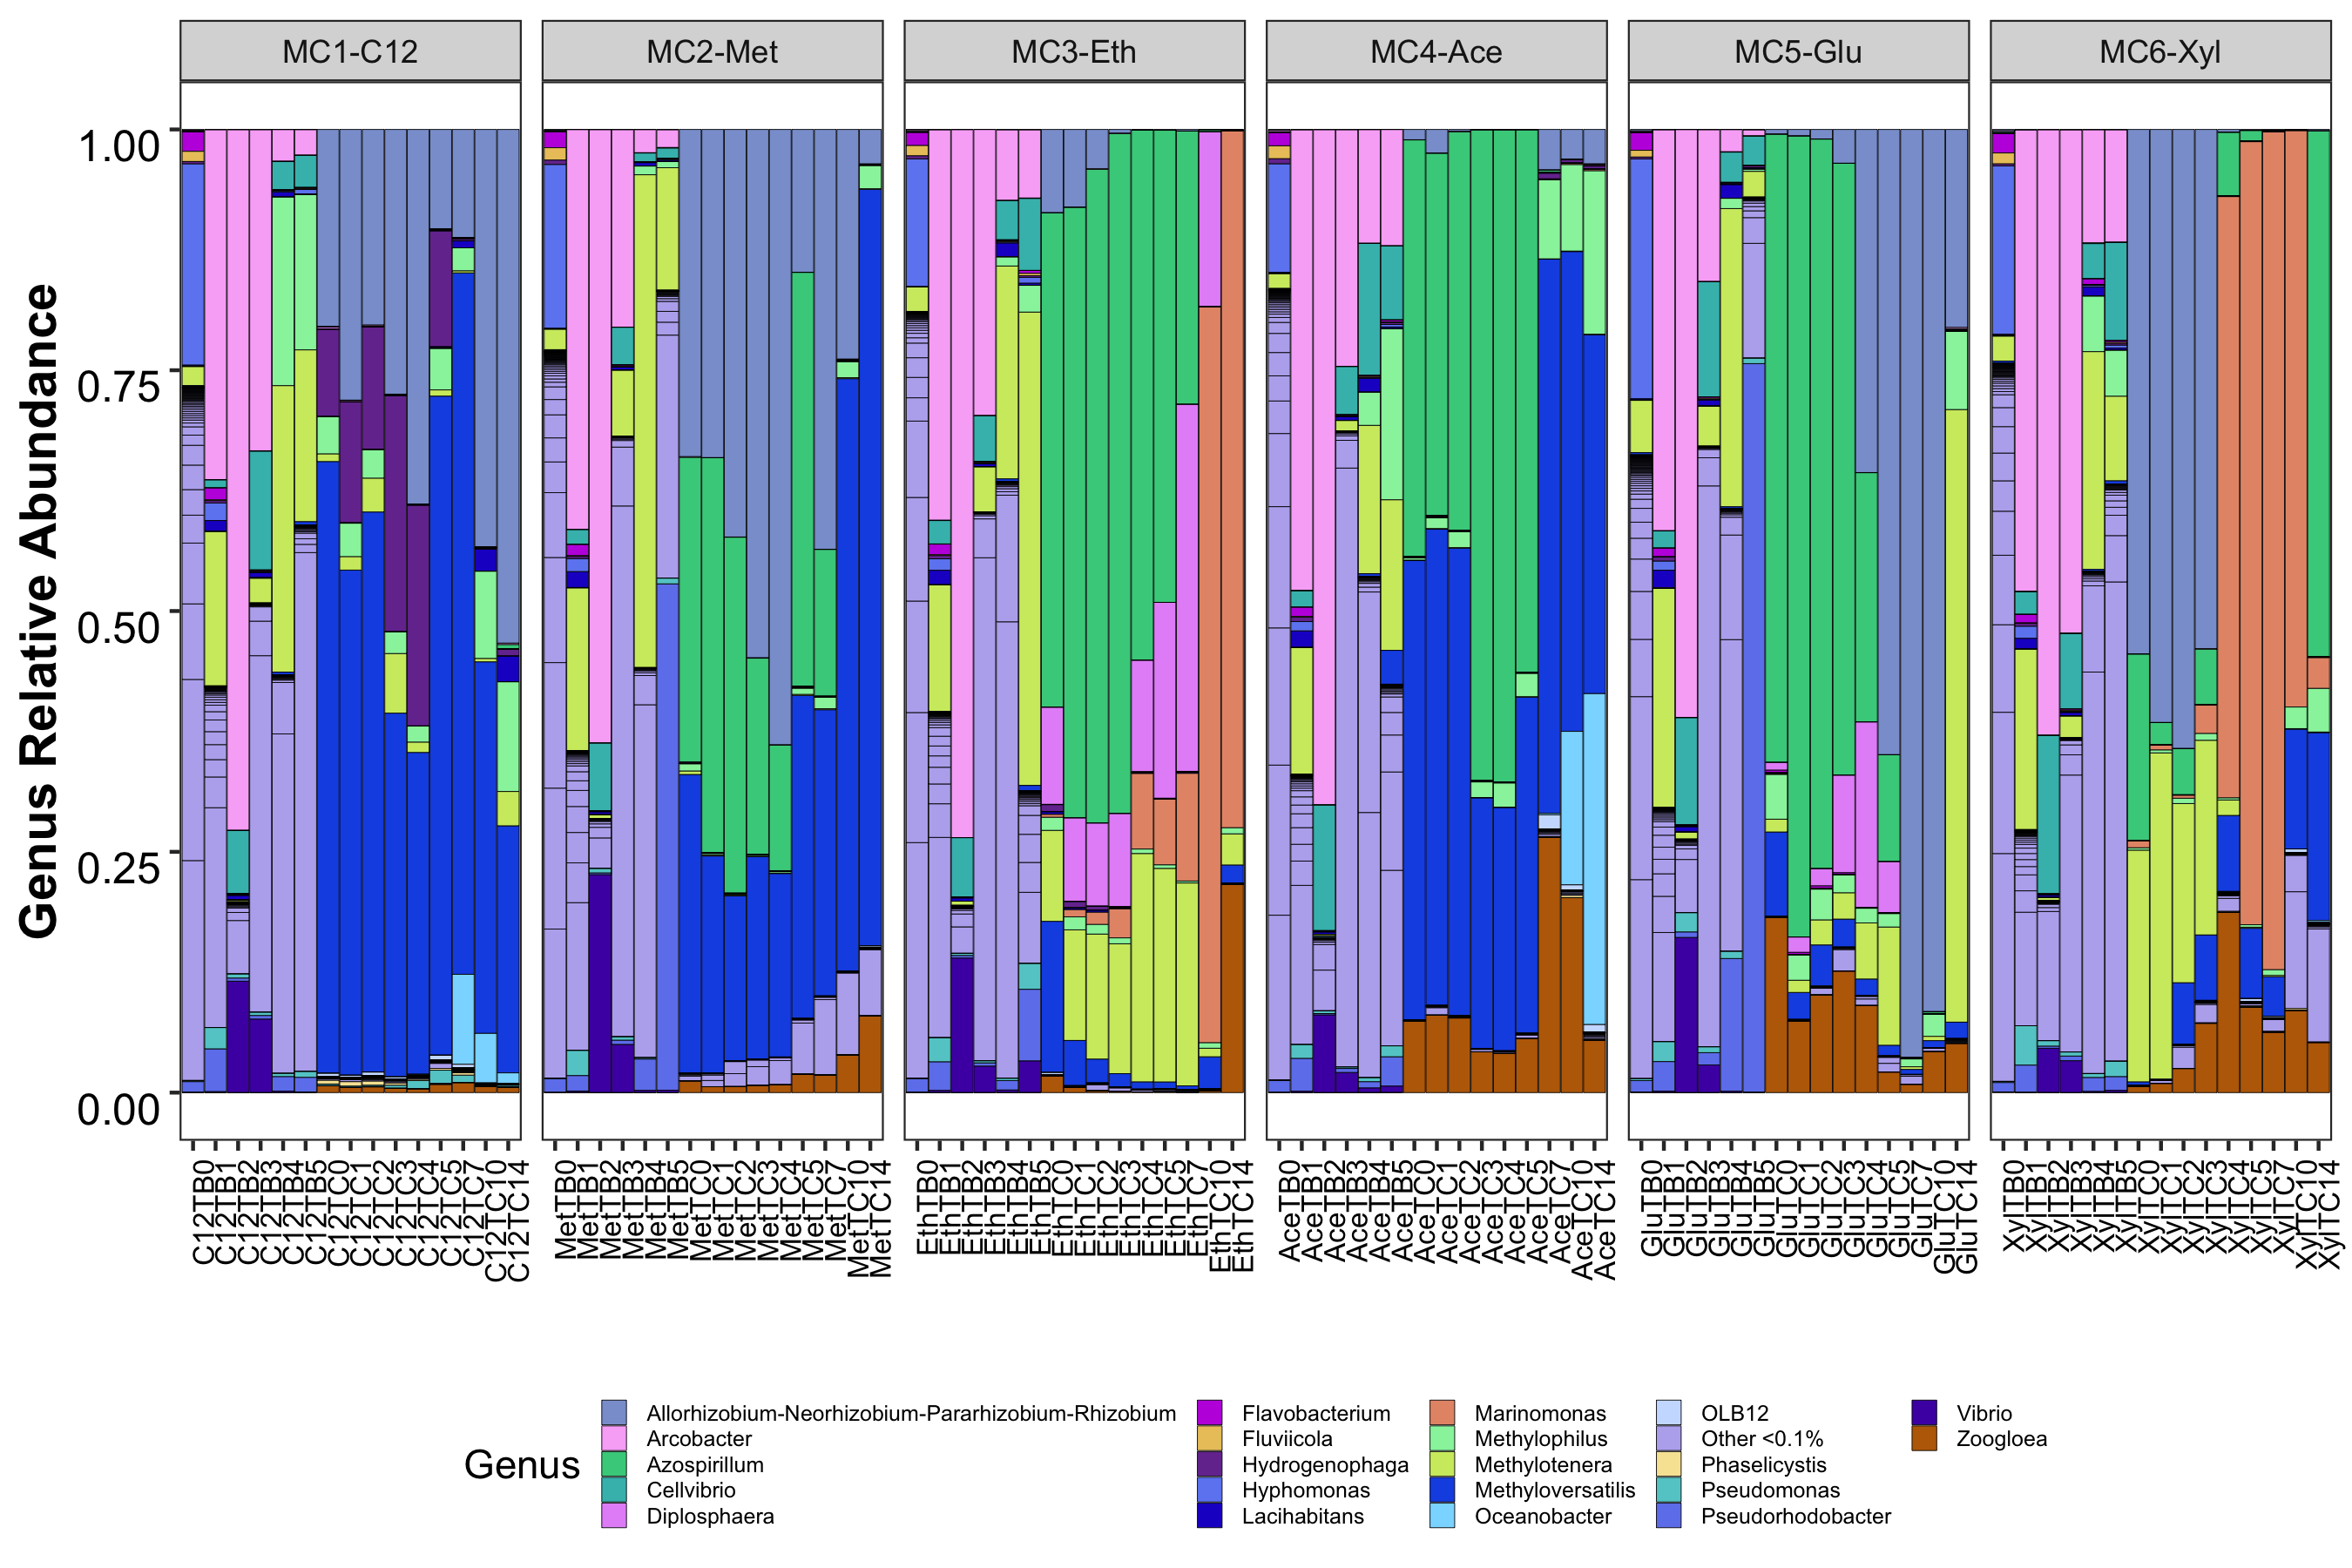 MC1-C12 MC2-Met MC3-Eth MC4-Ace MC5-Glu MC6-Xyl
Genus Relative Abundance
1.00
0.75
0.50
0.25
0.00
C12TB0 C12TB1 C12TB2 C12TB3 C12TB4 C12TB5 C12TC0 C12TC1 C12TC2 C12TC3 C12TC4 C12TC5 C12TC7 C12TC10 C12TC14
MetTB0 MetTB1 MetTB2 MetTB3 MetTB4 MetTB5 MetTC0 MetTC1 MetTC2 MetTC3 MetTC4 MetTC5 MetTC7 MetTC10 MetTC14
EthTB0 EthTB1 EthTB2 EthTB3 EthTB4 EthTB5 EthTC0 EthTC1 EthTC2 EthTC3 EthTC4 EthTC5 EthTC7 EthTC10 EthTC14
AceTB0 AceTB1 AceTB2 AceTB3 AceTB4 AceTB5 AceTC0 AceTC1 AceTC2 AceTC3 AceTC4 AceTC5 AceTC7 AceTC10 AceTC14
GluTB0 GluTB1 GluTB2 GluTB3 GluTB4 GluTB5 GluTC0 GluTC1 GluTC2 GluTC3 GluTC4 GluTC5 GluTC7 GluTC10 GluTC14
XylTB0 XylTB1 XylTB2 XylTB3 XylTB4 XylTB5 XylTC0 XylTC1 XylTC2 XylTC3 XylTC4 XylTC5 XylTC7 XylTC10 XylTC14
Genus
Allorhizobium-Neorhizobium-Pararhizobium-Rhizobium
Arcobacter
Azospirillum
Cellvibrio
Diplosphaera
Flavobacterium
Fluviicola
Hydrogenophaga
Hyphomonas
Lacihabitans
Marinomonas
Methylophilus
Methylotenera
Methyloversatilis
Oceanobacter
OLB12
Other <0.1%
Phaselicystis
Pseudomonas
Pseudorhodobacter
Vibrio
Zoogloea